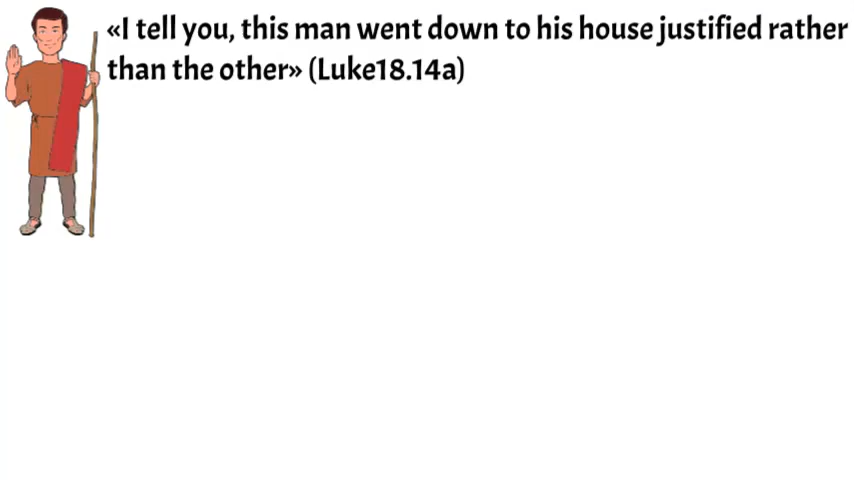 «I tell you, this man went down to his house justified rather
than the other» (Luke18.14a)